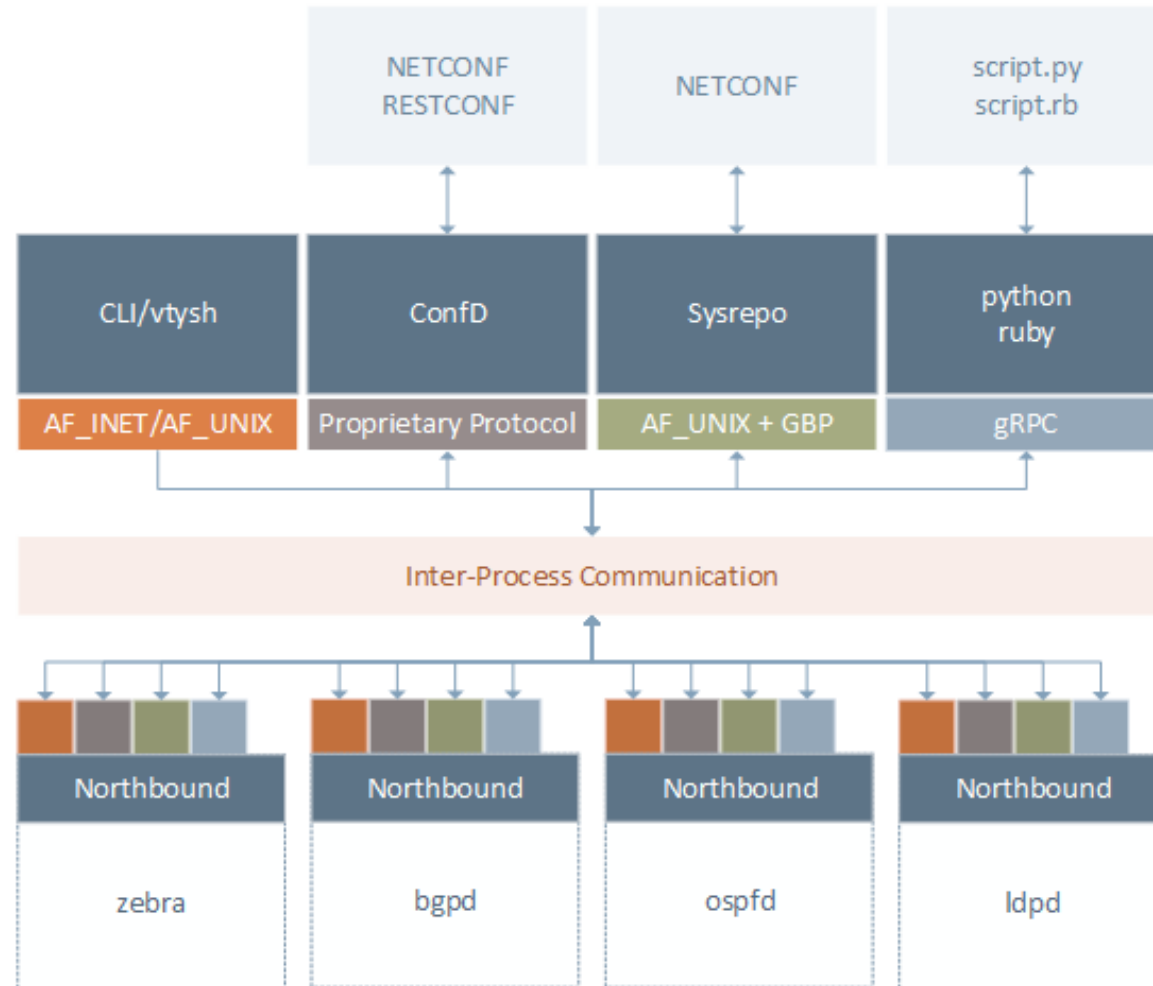 NETCONF
RESTCONF
NETCONF
script.py
script.rb
CLI/vtysh
ConfD
Sysrepo
python
ruby
AF_INET/AF_UNIX
Proprietary Protocol
AF_UNIX + GBP
gRPC
Inter-Process Communication
Northbound
Northbound
Northbound
Northbound
zebra
bgpd
ospfd
ldpd